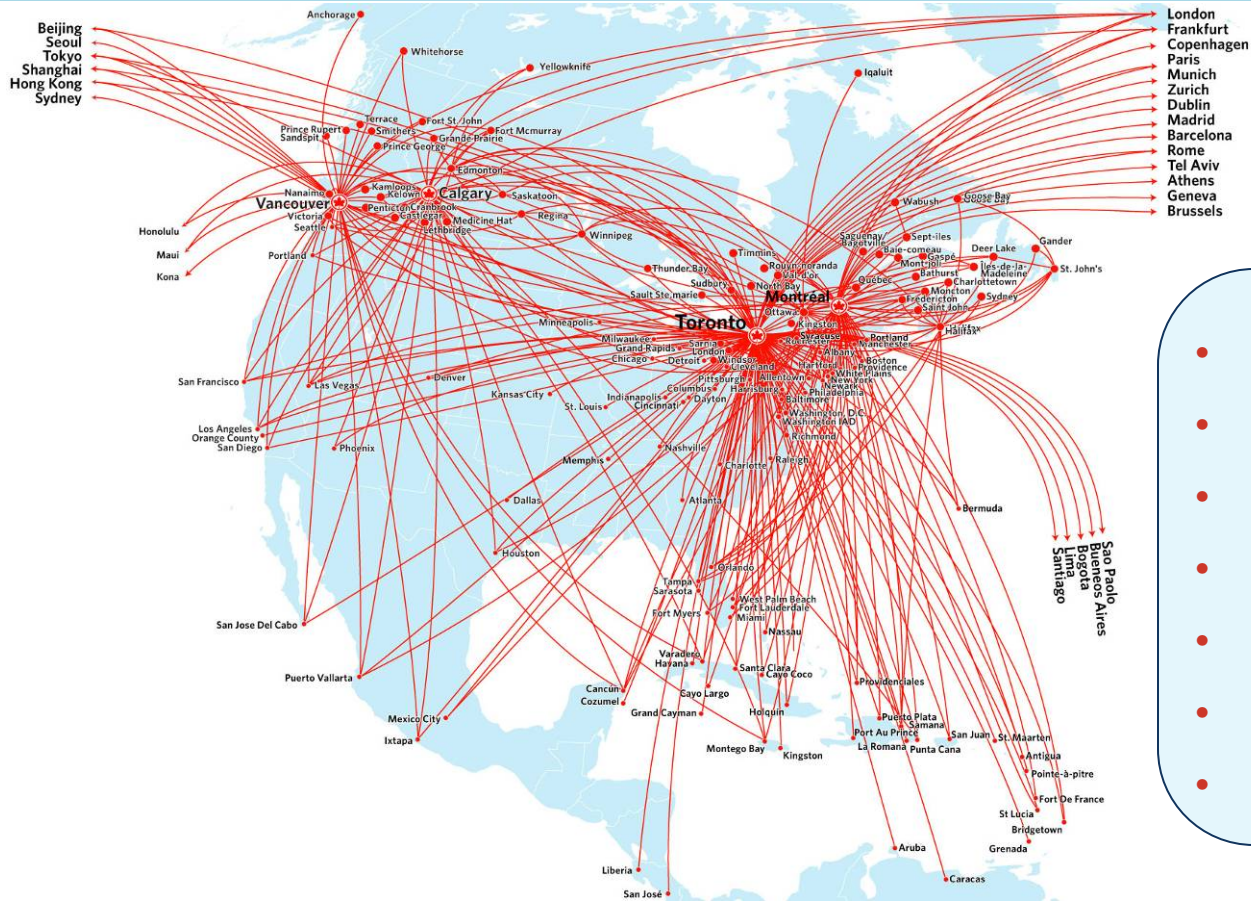 Anchorage
Whitehorse
Yellowknife
Iqaluit
Beijing
Seoul
Tokyo
Shanghai
Hong Kong
Sydney
London
Frankfurt
Copenhagen
Paris
Munich
Zurich
Dublin
Madrid
Barcelona
Rome
Tel Aviv
Athens
Geneva
Brussels
Terrace
Fort St. John
Prince Rupert
Sandspit
Smithers
Grande Prairie
Fort Mcmurray
Prince George
Edmonton
Nanaimo
Kamloops
Kelown
Calgary
Saskatoon
Vancouver
Penticton
Cranbrook
Castlegar
Medicine Hat
Lethbridge
Regina
Victoria
Seattle
Winnipeg
Portland
Honolulu
Maui
Kona
Wabush
Goose Bay
Saguenay/
Bagotville
Sept-iles
Baie-comeau
Mont-joli
Gaspé
Deer Lake
Gander
St. John's
Îles-de-la-
Madeleine
Bathurst
Charlottetown
Moncton
Fredericton
Saint John
Sydney
Halifax
Québec
Timmins
Rouyn-noranda
Val-d'or
Thunder Bay
Sudbury
North Bay
Sault Ste.marie
Montréal
Ottawa
Kingston
Toronto
Minneapolis
Milwaukee
Grand Rapids
Chicago
Sarnia
London
Detroit
Windsor
Cleveland
Rochester
Syracuse
Portland
Manchester
Albany
Boston
Providence
Hartford
White Plains
New York
Newark
Allentown
Philadelphia
Pittsburgh
Harrisburg
Baltimore
Columbus
Dayton
Indianapolis
Cincinnati
Washington, D.C.
Washington IAD
Richmond
San Francisco
Las Vegas
Denver
Kansas City
St. Louis
Los Angeles
Orange County
San Diego
Phoenix
Nashville
Memphis
Charlotte
Raleigh
Dallas
Atlanta
Houston
Bermuda
Orlando
Tampa
Sarasota
Fort Myers
West Palm Beach
Fort Lauderdale
Miami
Nassau
Sao Paolo
Bueneos Aires
Bogota
Lima
Santiago
San Jose Del Cabo
Puerto Vallarta
Mexico City
Ixtapa
Varadero
Havana
Santa Clara
Cayo Coco
Cancún
Cozumel
Cayo Largo
Grand Cayman
Holquin
Montego Bay
Kingston
Providenciales
Puerto Plata
Samana
Port Au Prince
La Romana
Punta Cana
San Juan
St. Maarten
Antigua
Pointe-à-pitre
Fort De France
St Lucia
Bridgetown
Grenada
Aruba
Caracas
Liberia
San José